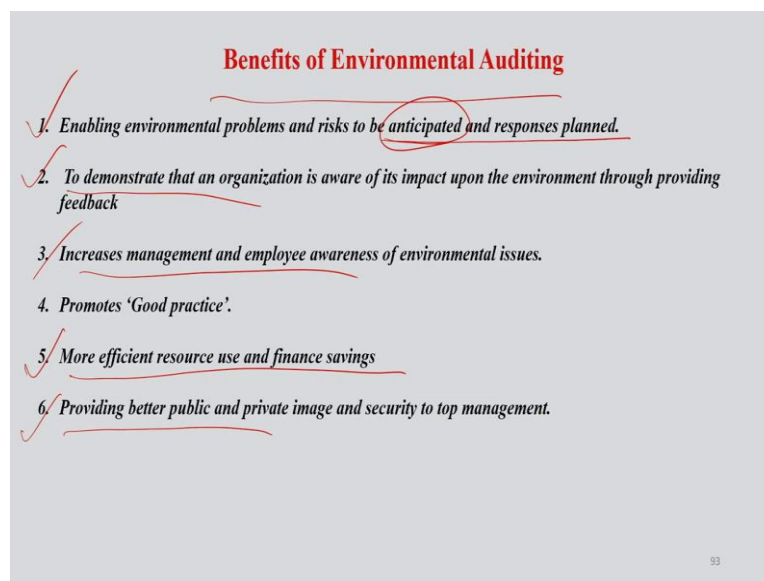 Benefits of Environmental Auditing
1. Enabling environmental problems and risks to be anticipated and responses planned.
2. To demonstrate that an organization is aware of its impact upon the environment through providing
feedback
3. Increases management and employee awareness of environmental issues.
4. Promotes ‘Good practice’.
5. More efficient resource use and finance savings
6. Providing better public and private image and security to top management.
93